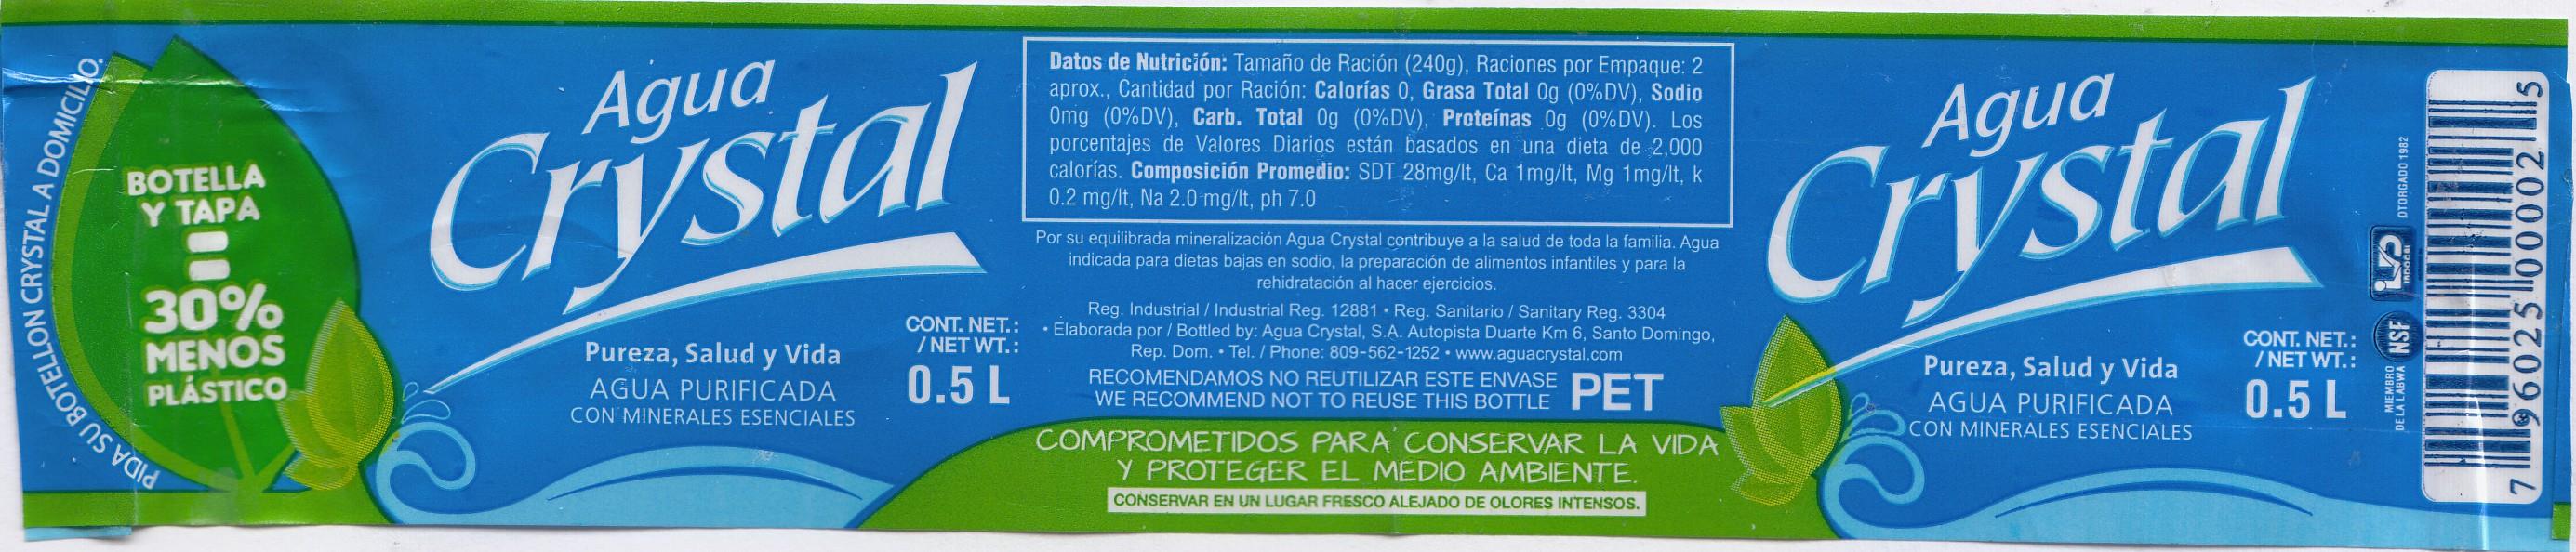 PIDA SU BOTELLON CRYSTAL A DOMICILIO.
BOTELLA
Y TAPA
=
30%
MENOS
PLÁSTICO
Agua
Crystal
Pureza, Salud y Vida
AGUA PURIFICADA
CON MINERALES ESENCIALES
CONT. NET.:
/ NET WT.:
0.5 L
Datos de Nutrición: Tamaño de Ración (240g), Raciones por Empaque: 2
aprox., Cantidad por Ración: Calorías 0, Grasa Total 0g (0%DV), Sodio
0mg (0%DV), Carb. Total 0g (0%DV), Proteínas 0g (0%DV). Los
porcentajes de Valores Diarios están basados en una dieta de 2,000
calorías. Composición Promedio: SDT 28mg/lt, Ca 1mg/lt, Mg 1mg/lt, k
0.2 mg/lt, Na 2.0 mg/lt, ph 7.0
Por su equilibrada mineralización Agua Crystal contribuye a la salud de toda la familia. Agua
indicada para dietas bajas en sodio, la preparación de alimentos infantiles y para la
rehidratación al hacer ejercicios.
Reg. Industrial / Industrial Reg. 12881 • Reg. Sanitario / Sanitary Reg. 3304
• Elaborada por / Bottled by: Agua Crystal, S.A. Autopista Duarte Km 6, Santo Domingo,
Rep. Dom. • Tel. / Phone: 809-562-1252 • www.aguacrystal.com
RECOMENDAMOS NO REUTILIZAR ESTE ENVASE
WE RECOMMEND NOT TO REUSE THIS BOTTLE
PET
COMPROMETIDOS PARA CONSERVAR LA VIDA
Y PROTEGER EL MEDIO AMBIENTE.
CONSERVAR EN UN LUGAR FRESCO ALEJADO DE OLORES INTENSOS.
Agua
Crystal
Pureza, Salud y Vida
AGUA PURIFICADA
CON MINERALES ESENCIALES
CONT. NET.:
/ NET WT.:
0.5 L
OTORGADO 1982
NSF
MIEMBRO
DE LA LABWA
7 96025 100002 5